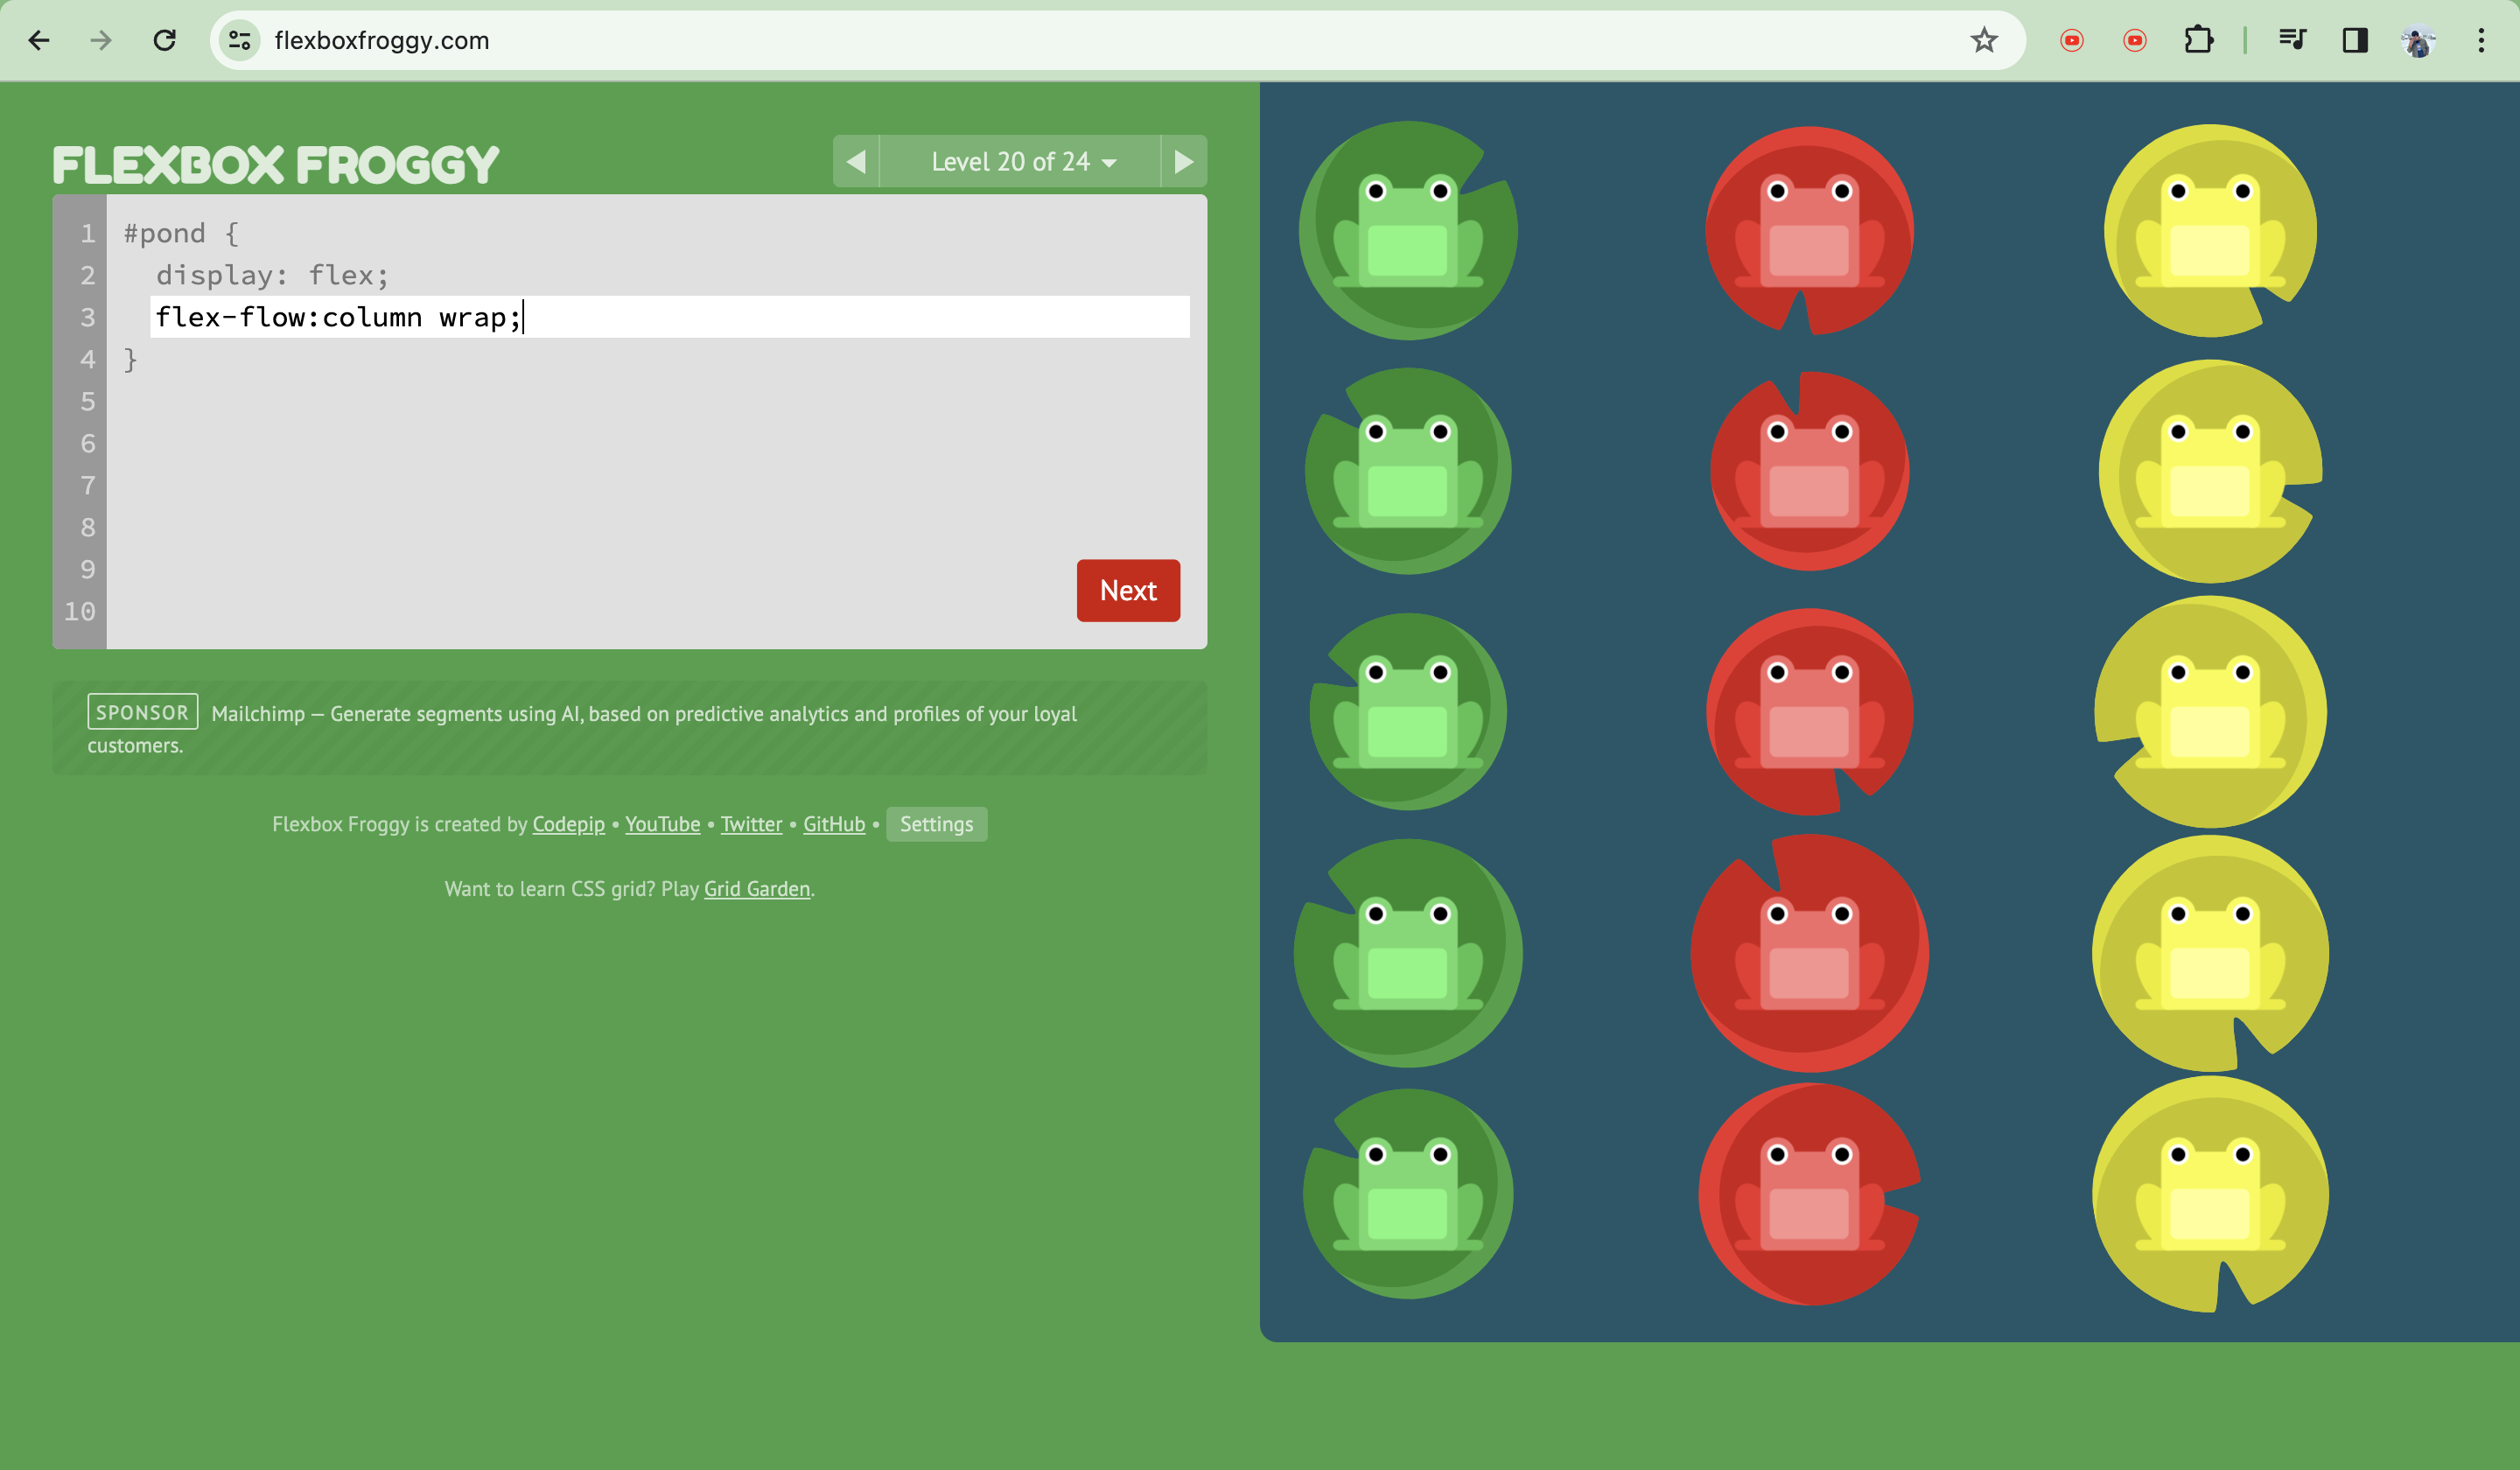 flexboxfroggy.com
FLEXBOX FROGGY
Level 20 of 24
1 #pond {
2 display: flex;
3 flex-flow:column wrap;
4 }
5
6
7
8
9
10
Next
SPONSOR Mailchimp — Generate segments using AI, based on predictive analytics and profiles of your loyal
customers.
Flexbox Froggy is created by Codepip • YouTube • Twitter • GitHub • Settings
Want to learn CSS grid? Play Grid Garden.